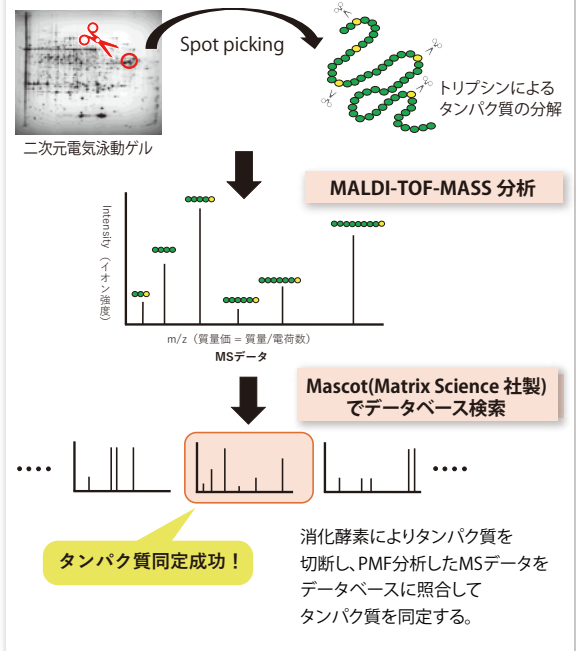 Spot picking
トリプシンによる
タンパク質の分解
二次元電気泳動ゲル
MALDI-TOF-MASS 分析
Intensity（イオン強度）
m/z（質量価 = 質量/電荷数）
MSデータ
Mascot(Matrix Science 社製)
でデータベース検索
タンパク質同定成功！
消化酵素によりタンパク質を
切断し、PMF分析したMSデータを
データベースに照合して
タンパク質を同定する。